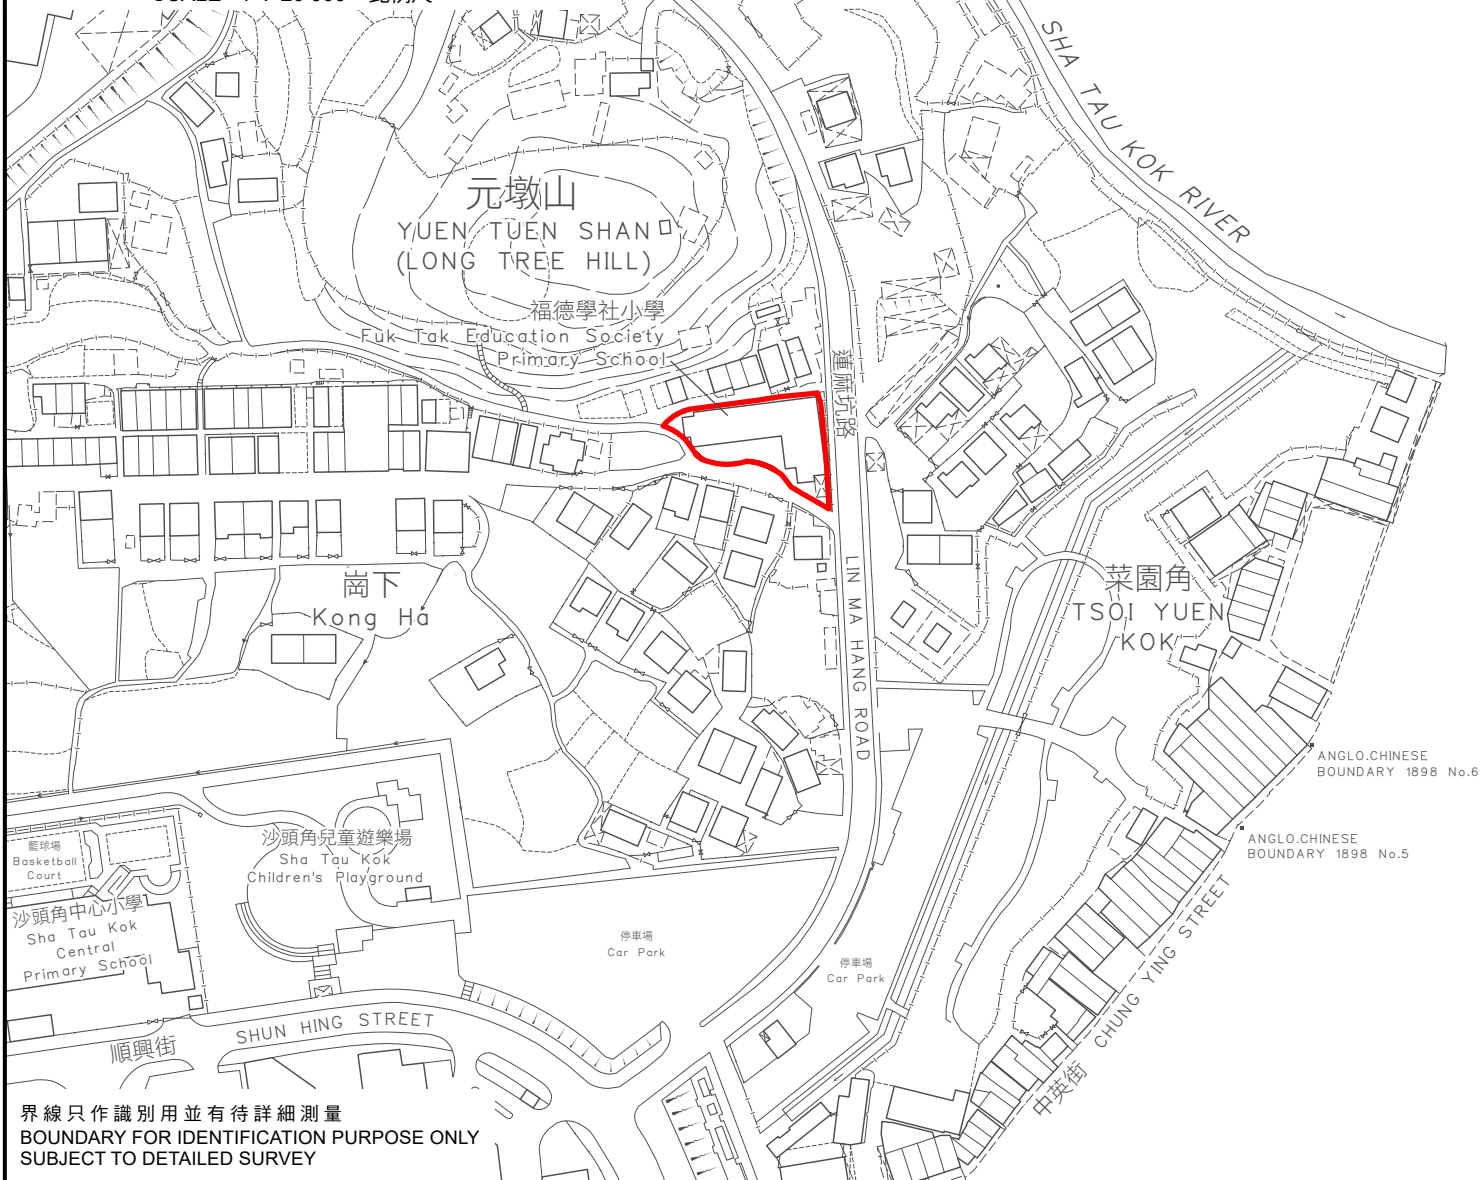 SHA TAU KOK RIVER
元墩山
YUEN TUEN SHAN
(LONG TREE HILL)
福德學社小學
Fuk Tak Education Society
Primary School
蓮麻坑路
LIN MA HANG ROAD
崗下
Kong Ha
菜園角
TSOI YUEN
KOK
ANGLO.CHINESE
BOUNDARY 1898 No.6
ANGLO.CHINESE
BOUNDARY 1898 No.5
籃球場
Basketball
Court
沙頭角兒童遊樂場
Sha Tau Kok
Children's Playground
沙頭角中心小學
Sha Tau Kok
Central
Primary School
停車場
Car Park
停車場
Car Park
CHUNG YING STREET
中英街
SHUN HING STREET
順興街
界線只作識別用並有待詳細測量
BOUNDARY FOR IDENTIFICATION PURPOSE ONLY
SUBJECT TO DETAILED SURVEY